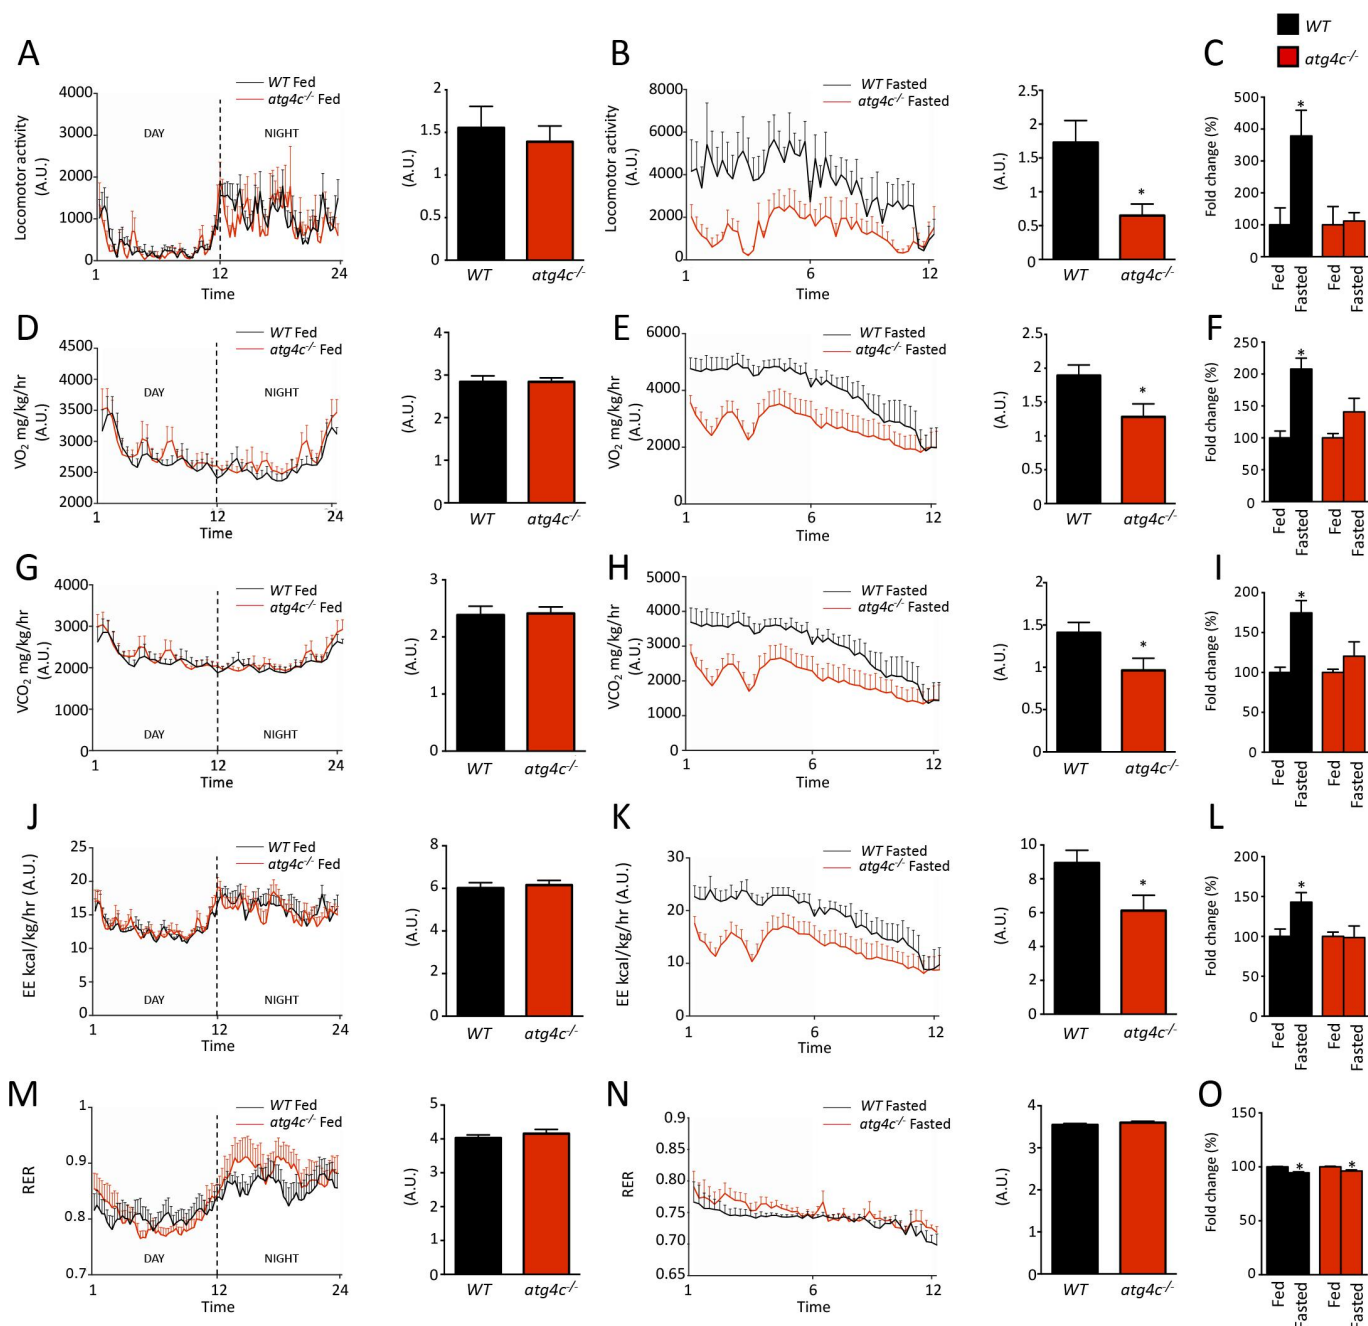 WT
atg4c-/-
A
WT Fed
atg4c-/- Fed
Locomotor activity
(A.U.)
4000
3000
2000
1000
0
DAY
NIGHT
1
12
24
Time
(A.U.)
2
1.5
1
0.5
0
WT
atg4c-/-
B
WT Fasted
atg4c-/- Fasted
Locomotor activity
(A.U.)
8000
6000
4000
2000
0
1
6
12
Time
(A.U.)
2.5
2
1.5
1
0.5
0
*
WT
atg4c-/-
C
Fold change (%)
500
400
300
200
100
0
*
Fed
Fasted
Fed
Fasted
D
WT Fed
atg4c-/- Fed
VO2 mg/kg/hr
(A.U.)
4500
4000
3500
3000
2500
2000
DAY
NIGHT
1
12
24
Time
(A.U.)
4
3
2
1
0
WT
atg4c-/-
E
WT Fasted
atg4c-/- Fasted
VO2 mg/kg/hr
(A.U.)
6000
4000
2000
0
1
6
12
Time
(A.U.)
2.5
2
1.5
1
0.5
0
*
WT
atg4c-/-
F
Fold change (%)
250
200
150
100
50
0
*
Fed
Fasted
Fed
Fasted
G
WT Fed
atg4c-/- Fed
VCO2 mg/kg/hr
(A.U.)
4000
3000
2000
1000
0
DAY
NIGHT
1
12
24
Time
(A.U.)
3
2
1
0
WT
atg4c-/-
H
WT Fasted
atg4c-/- Fasted
VCO2 mg/kg/hr
(A.U.)
5000
4000
3000
2000
1000
0
1
6
12
Time
(A.U.)
2
1.5
1
0.5
0
*
WT
atg4c-/-
I
Fold change (%)
200
150
100
50
0
*
Fed
Fasted
Fed
Fasted
J
WT Fed
atg4c-/- Fed
EE kcal/kg/hr (A.U.)
25
20
15
10
5
0
DAY
NIGHT
1
12
24
Time
(A.U.)
8
6
4
2
0
WT
atg4c-/-
K
WT Fasted
atg4c-/- Fasted
EE kcal/kg/hr (A.U.)
30
20
10
0
1
6
12
Time
(A.U.)
10
8
6
4
2
0
*
WT
atg4c-/-
L
Fold change (%)
200
150
100
50
0
*
Fed
Fasted
Fed
Fasted
M
WT Fed
atg4c-/- Fed
RER
1
0.9
0.8
0.7
DAY
NIGHT
1
12
24
Time
(A.U.)
5
4
3
2
1
0
WT
atg4c-/-
N
WT Fasted
atg4c-/- Fasted
RER
0.9
0.85
0.80
0.75
0.70
0.65
1
6
12
Time
(A.U.)
4
3
2
1
0
WT
atg4c-/-
O
Fold change (%)
150
100
50
0
*
*
Fed
Fasted
Fed
Fasted